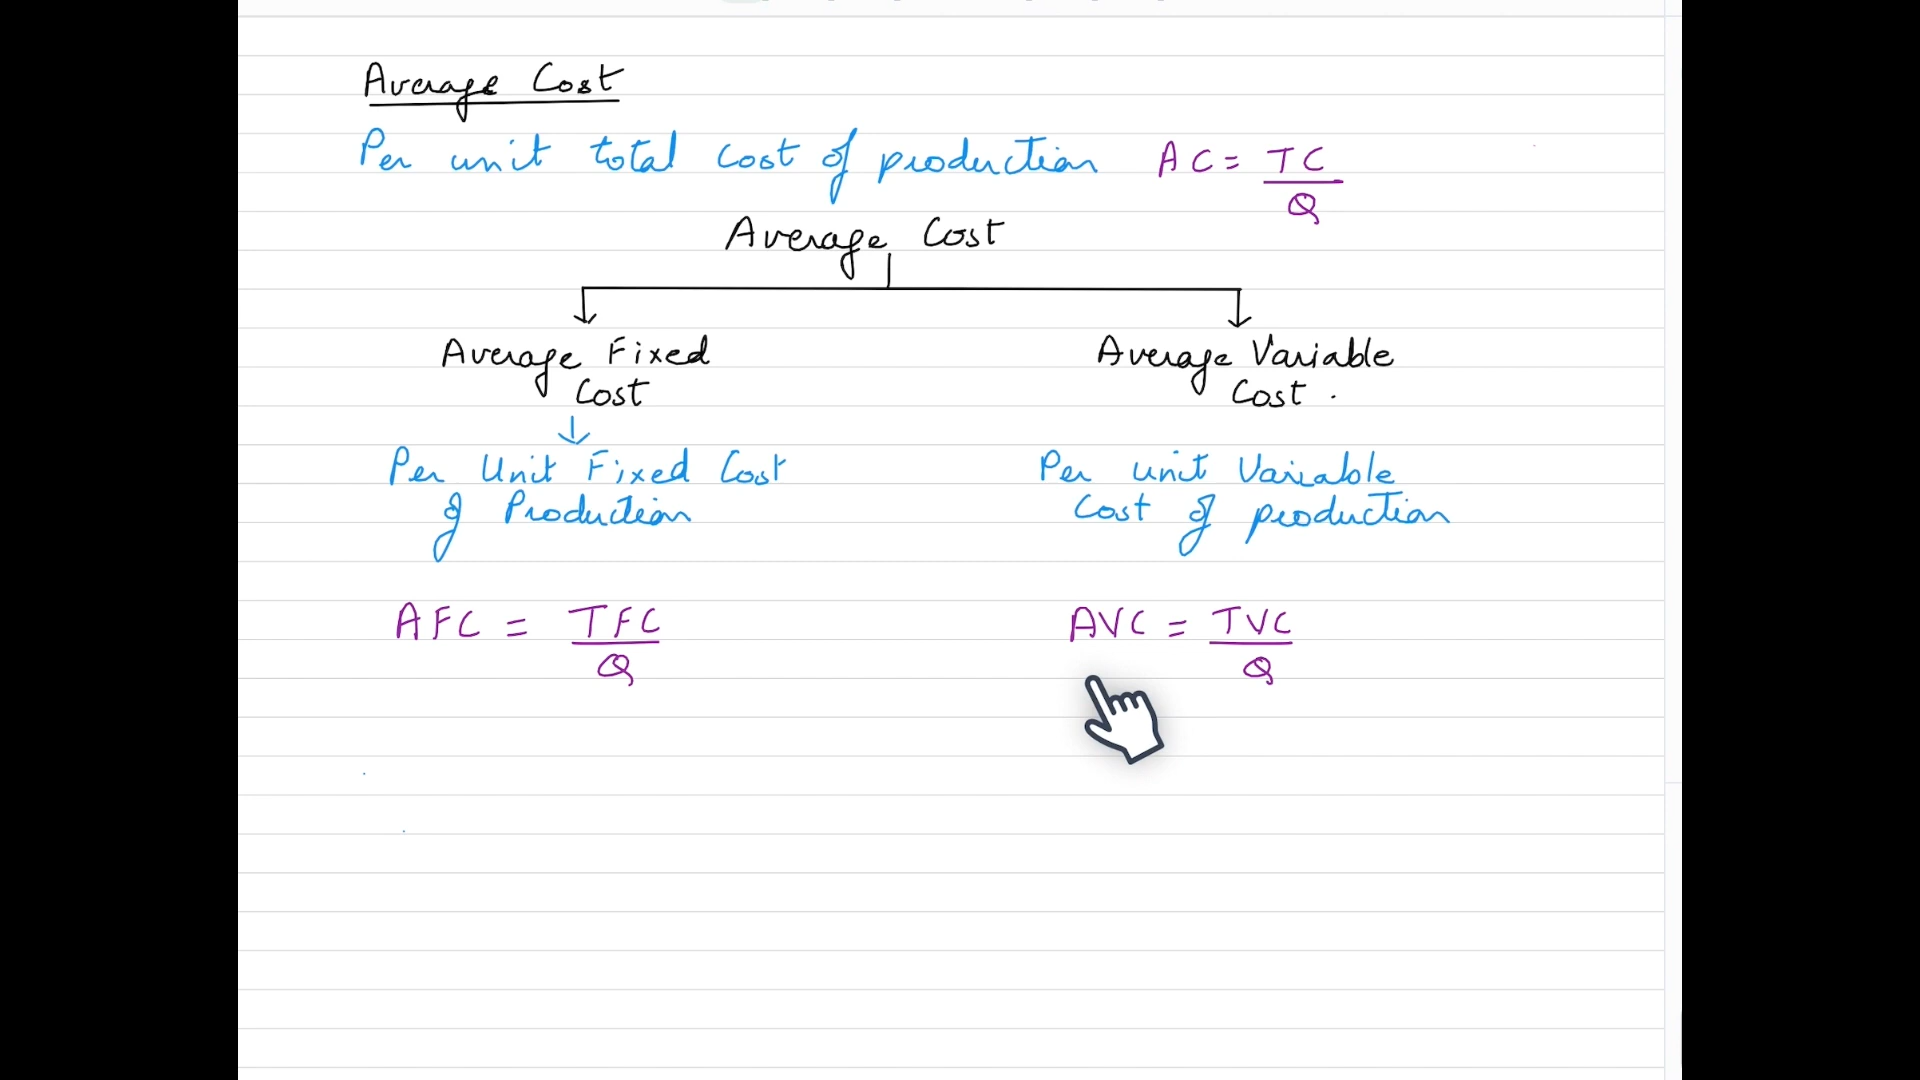 Average Cost
Per unit total cost of production AC = TC / Q
Average Cost
Average Fixed Cost
Average Variable Cost .
Per Unit Fixed Cost of Production
Per unit Variable Cost of production
AFC = TFC / Q
AVC = TVC / Q